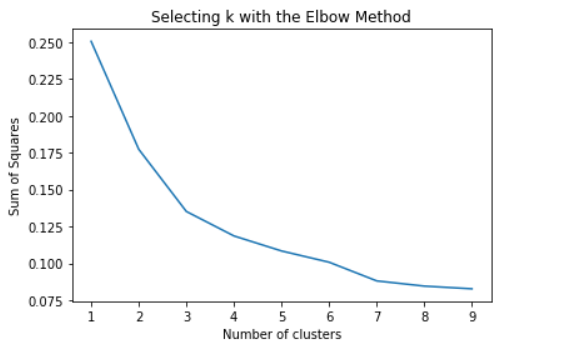 Selecting k with the Elbow Method
0.250
0.225
0.200
0.175
0.150
0.125
0.100
0.075
Sum of Squares
1 2 3 4 5 6 7 8 9
Number of clusters